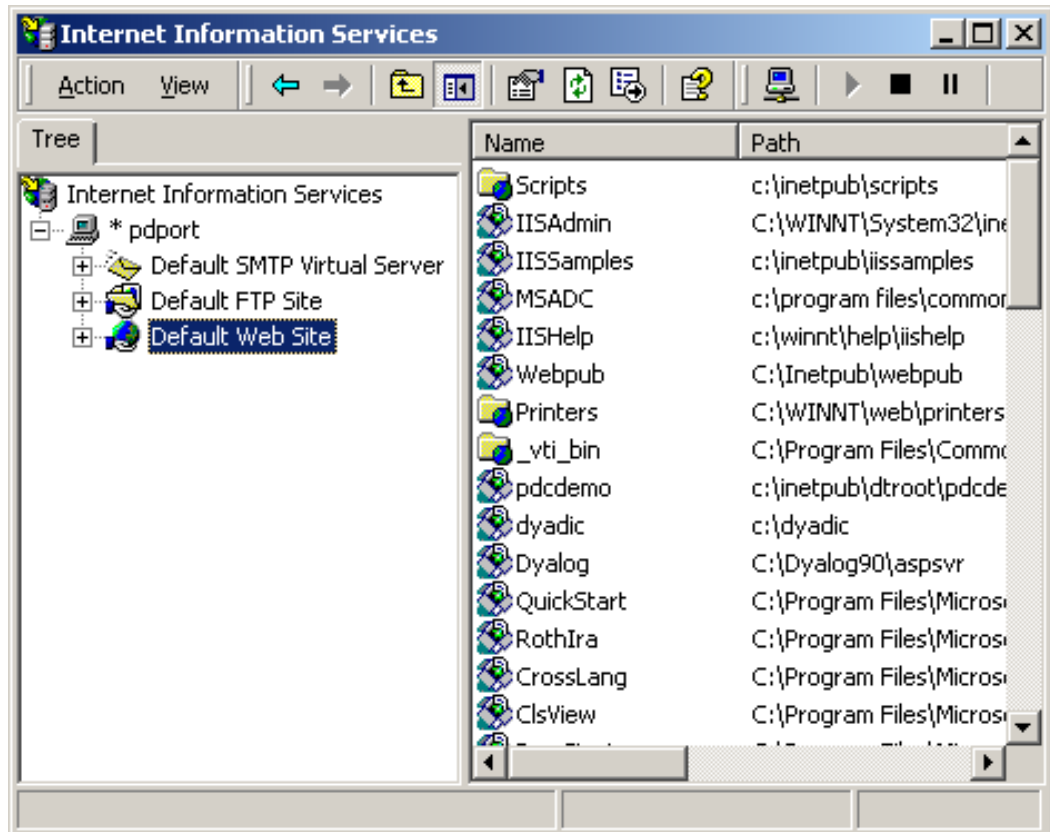 Internet Information Services
Action View
Tree
Name Path
Internet Information Services
* pdport
Default SMTP Virtual Server
Default FTP Site
Default Web Site
Scripts c:\inetpub\scripts
IISAdmin C:\WINNT\System32\ine
IISSamples c:\inetpub\iissamples
MSADC c:\program files\common
IISHelp c:\winnt\help\iishelp
Webpub C:\Inetpub\webpub
Printers C:\WINNT\web\printers
_vti_bin C:\Program Files\Commo
pdcdemo c:\inetpub\dtroot\pdcde
dyadic c:\dyadic
Dyalog C:\Dyalog90\aspsvr
QuickStart C:\Program Files\Micros
RothIra C:\Program Files\Micros
CrossLang C:\Program Files\Micros
ClsView C:\Program Files\Micros